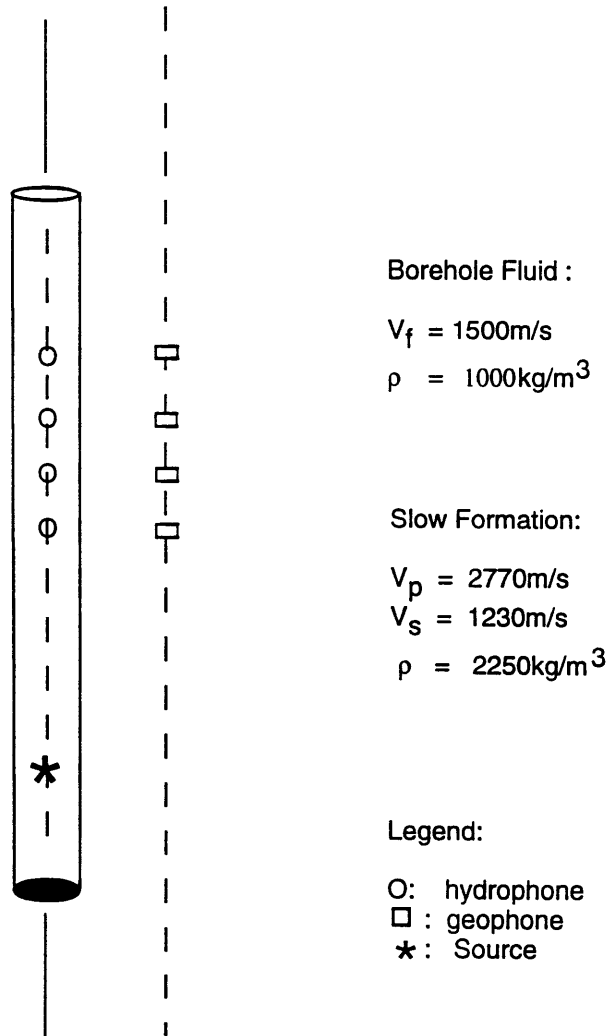 Borehole Fluid :
V_f = 1500m/s
ρ = 1000kg/m³
Slow Formation:
V_p = 2770m/s
V_s = 1230m/s
ρ = 2250kg/m³
Legend:
O: hydrophone
□ : geophone
* : Source